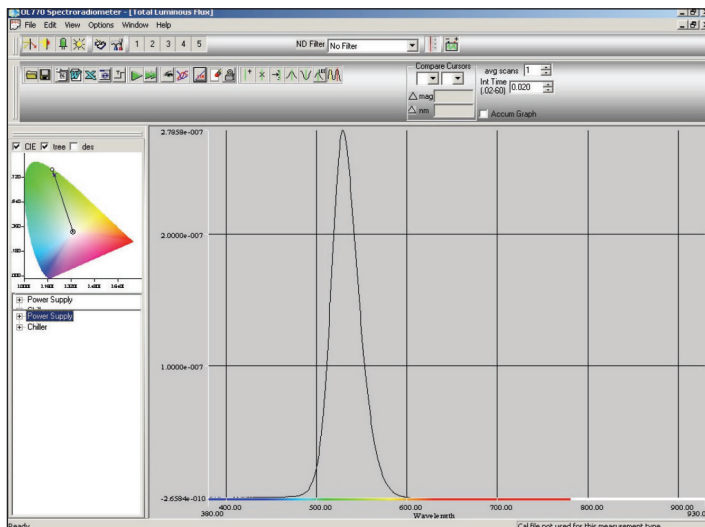 OL770 Spectroradiometer - [Total Luminous Flux]
File Edit View Options Window Help
1 2 3 4 5
ND Filter No Filter
Compare Cursors
avg scans 1
Int Time
(.02-60) 0.020
mag
nm
Accum Graph
CIE tree des
Power Supply
Power Supply
Chiller
2.7858e-007
2.0000e-007
1.0000e-007
-2.6584e-010
380.00 400.00 500.00 600.00 700.00 800.00 900.00 930.0
Wavelength
Ready
Cal file not used for this measurement type